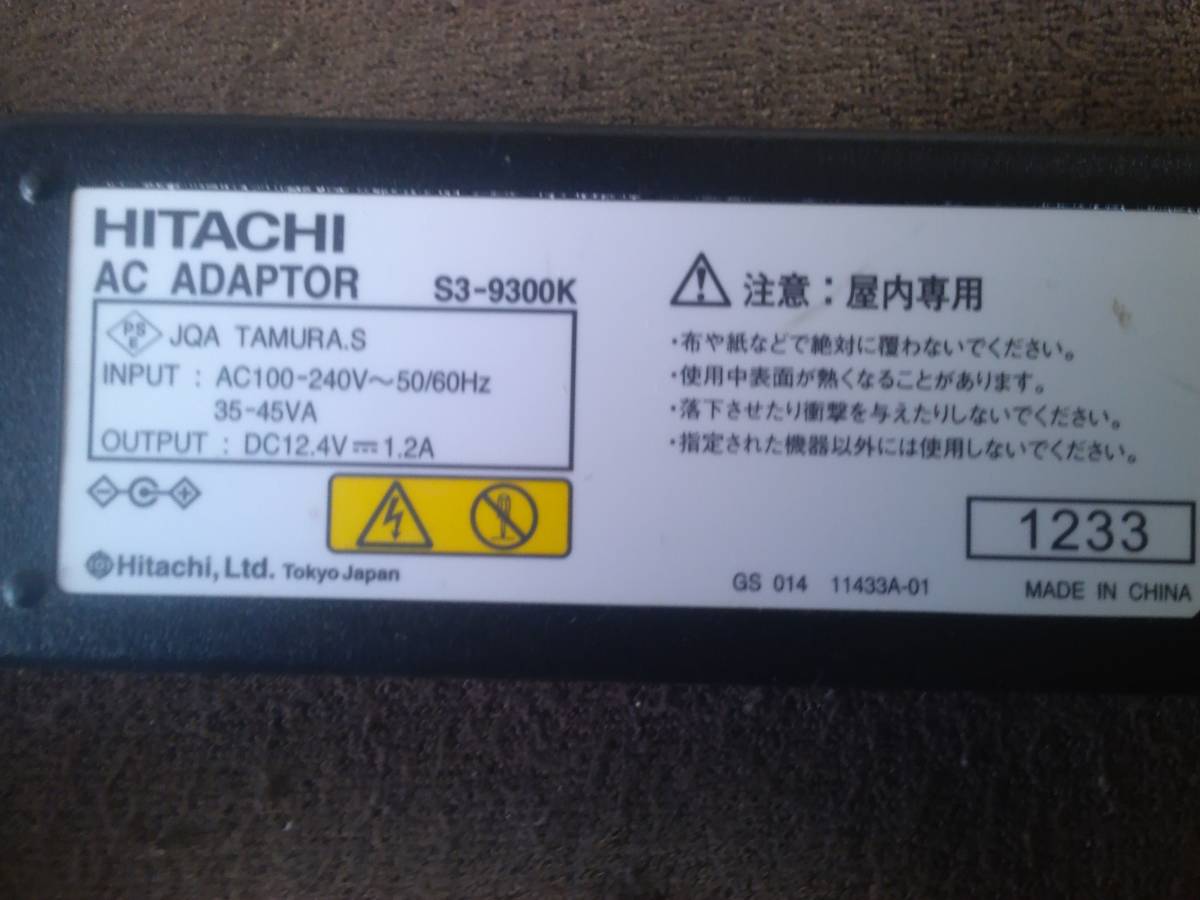 HITACHI
AC ADAPTOR S3-9300K
PS E JQA TAMURA.S
INPUT : AC100-240V～50/60Hz
35-45VA
OUTPUT : DC12.4V⎓1.2A
Hitachi, Ltd. Tokyo Japan
注意：屋内専用
・布や紙などで絶対に覆わないでください。
・使用中表面が熱くなることがあります。
・落下させたり衝撃を与えたりしないでください。
・指定された機器以外には使用しないでください。
1233
GS 014 11433A-01 MADE IN CHINA